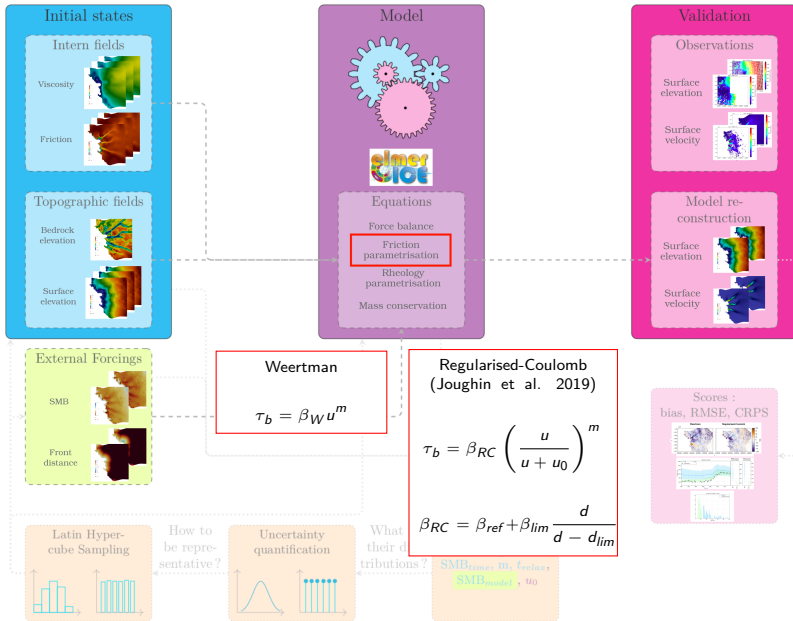 Initial states
Model
Validation
Intern fields
Viscosity
Friction
Topographic fields
Bedrock
elevation
Surface
elevation
elmer
ice
Equations
Force balance
Friction
parametrisation
Rheology
parametrisation
Mass conservation
Observations
Surface
elevation
Surface
velocity
Model re-
construction
Surface
elevation
Surface
velocity
External Forcings
SMB
Front
distance
Weertman
τ_b = β_W u^m
Regularised-Coulomb
(Joughin et al. 2019)
τ_b = β_RC (u / (u + u_0))^m
β_RC = β_ref + β_lim d / (d − d_lim)
Scores :
bias, RMSE, CRPS
Latin Hyper-
cube Sampling
How to
be repre-
sentative ?
Uncertainty
quantification
What
their d
tributions ?
SMB_time, m, t_relax,
SMB_model , u_0